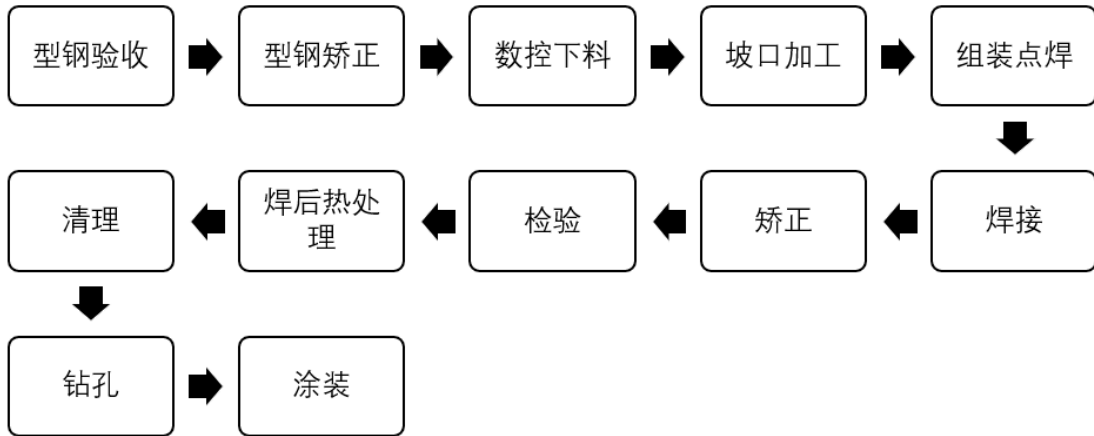 型钢验收
型钢矫正
数控下料
坡口加工
组装点焊
焊接
矫正
检验
焊后热处
理
清理
钻孔
涂装